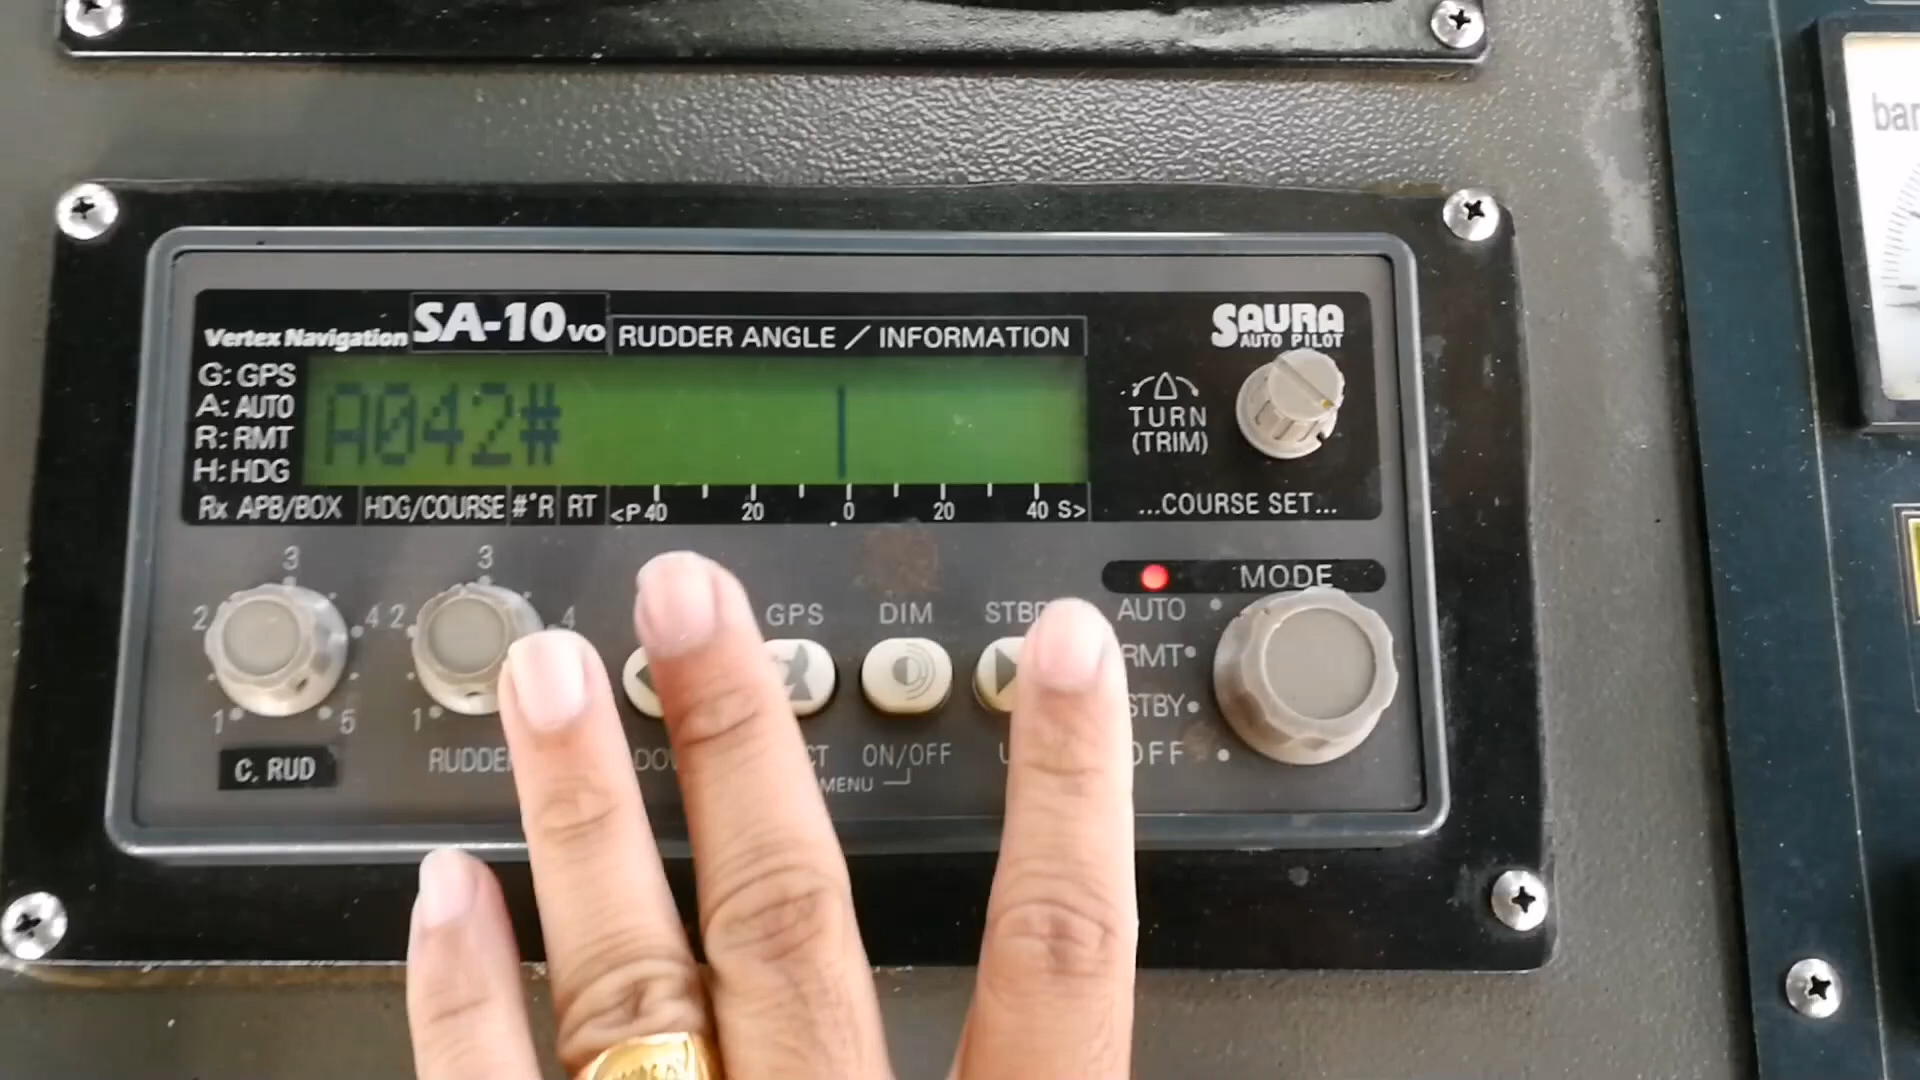 Vertex Navigation SA-10VO RUDDER ANGLE / INFORMATION
SAURA
AUTO PILOT
G: GPS
A: AUTO
R: RMT
H: HDG
A042#
TURN
(TRIM)
Rx APB/BOX HDG/COURSE #°R RT <P 40 20 0 20 40 S>
...COURSE SET...
3 3
MODE
2 4 2 4 GPS DIM AUTO
RMT
STBY
1 5 1
C. RUD ON/OFF
MENU
bar